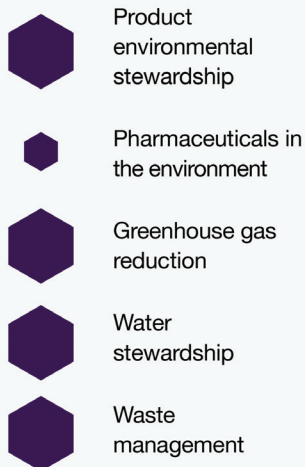 Product
environmental
stewardship
Pharmaceuticals in
the environment
Greenhouse gas
reduction
Water
stewardship
Waste
management